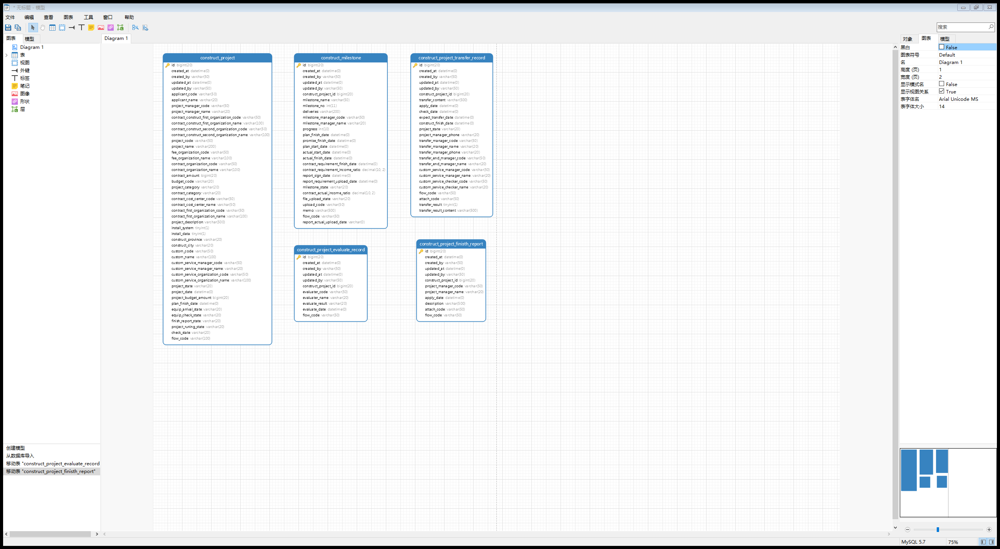 * 无标题 - 模型
文件 编辑 查看 图表 工具 窗口 帮助
搜索
图表 模型
Diagram 1
表
视图
外键
标签
笔记
图像
形状
层
创建模型
从数据库导入
移动表 "construct_project_evaluate_record
移动表 "construct_project_finisth_report"
Diagram 1
construct_project
id: bigint(20)
created_at: datetime(0)
created_by: varchar(50)
updated_at: datetime(0)
updated_by: varchar(50)
applicant_code: varchar(50)
applicant_name: varchar(20)
project_manager_code: varchar(50)
project_manager_name: varchar(20)
contract_construct_first_organization_code: varchar(50)
contract_construct_first_organization_name: varchar(100)
contract_construct_second_organization_code: varchar(50)
contract_construct_second_organization_name: varchar(100)
project_code: varchar(50)
project_name: varchar(200)
fee_organization_code: varchar(50)
fee_organization_name: varchar(100)
contract_organization_code: varchar(50)
contract_organization_name: varchar(100)
contract_amount: bigint(20)
budget_code: varchar(20)
project_category: varchar(20)
contract_category: varchar(20)
contract_cost_center_code: varchar(50)
contract_cost_center_name: varchar(50)
contract_first_organization_code: varchar(50)
contract_first_organization_name: varchar(100)
project_description: varchar(500)
install_system: tinyint(1)
install_data: tinyint(1)
construct_province: varchar(20)
construct_city: varchar(20)
custom_code: varchar(50)
custom_name: varchar(100)
custom_service_manager_code: varchar(50)
custom_service_manager_name: varchar(20)
custom_service_organization_code: varchar(50)
custom_service_organization_name: varchar(100)
project_state: varchar(20)
project_date: datetime(0)
project_budget_amount: bigint(20)
plan_finish_date: datetime(0)
equip_arrival_state: varchar(20)
equip_check_state: varchar(20)
finish_report_state: varchar(20)
project_runing_state: varchar(20)
check_state: varchar(20)
flow_code: varchar(100)
construct_milestone
id: bigint(20)
created_at: datetime(0)
created_by: varchar(50)
updated_at: datetime(0)
updated_by: varchar(50)
construct_project_id: bigint(20)
milestone_name: varchar(50)
milestone_no: int(11)
deliveries: varchar(200)
milestone_manager_code: varchar(50)
milestone_manager_name: varchar(20)
progress: int(10)
plan_finish_date: datetime(0)
promise_finish_date: datetime(0)
plan_start_date: datetime(0)
actual_start_date: datetime(0)
actual_finish_date: datetime(0)
contract_requirement_finish_date: datetime(0)
contract_requirement_income_ratio: decimal(10, 2)
report_sign_date: datetime(0)
report_requirement_upload_date: datetime(0)
milestone_state: varchar(20)
contract_actual_income_ratio: decimal(10, 2)
file_upload_state: varchar(20)
upload_code: varchar(50)
memo: varchar(500)
flow_code: varchar(50)
report_actual_upload_date: varchar(0)
construct_project_transfer_record
id: bigint(20)
created_at: datetime(0)
created_by: varchar(50)
updated_at: datetime(0)
updated_by: varchar(50)
construct_project_id: bigint(20)
transfer_content: varchar(500)
apply_date: datetime(0)
check_date: datetime(0)
expect_transfer_date: datetime(0)
construct_finish_date: datetime(0)
project_state: varchar(20)
project_manager_phone: varchar(20)
transfer_manager_code: varchar(50)
transfer_manager_name: varchar(20)
transfer_manager_phone: varchar(20)
transfer_end_manager_code: varchar(50)
transfer_end_manager_name: varchar(20)
custom_service_manager_code: varchar(50)
custom_service_manager_name: varchar(20)
custom_service_checker_code: varchar(50)
custom_service_checker_name: varchar(20)
flow_code: varchar(50)
attach_code: varchar(50)
transfer_result: tinyint(1)
transfer_result_content: varchar(500)
construct_project_evaluate_record
id: bigint(20)
created_at: datetime(0)
created_by: varchar(50)
updated_at: datetime(0)
updated_by: varchar(50)
construct_project_id: bigint(20)
evaluater_code: varchar(50)
evaluater_name: varchar(20)
evaluate_result: varchar(20)
evaluate_date: datetime(0)
flow_code: varchar(50)
construct_project_finisth_report
id: bigint(20)
created_at: datetime(0)
created_by: varchar(50)
updated_at: datetime(0)
updated_by: varchar(50)
construct_project_id: bigint(20)
project_manager_code: varchar(50)
project_manager_name: varchar(20)
apply_date: datetime(0)
description: varchar(500)
attach_code: varchar(50)
flow_code: varchar(50)
对象 图表 模型
黑白 False
图表符号 Default
名 Diagram 1
高度 (页) 1
宽度 (页) 2
显示模式名 False
显示视图关系 True
表字体名 Arial Unicode MS
表字体大小 14
MySQL 5.7 75%